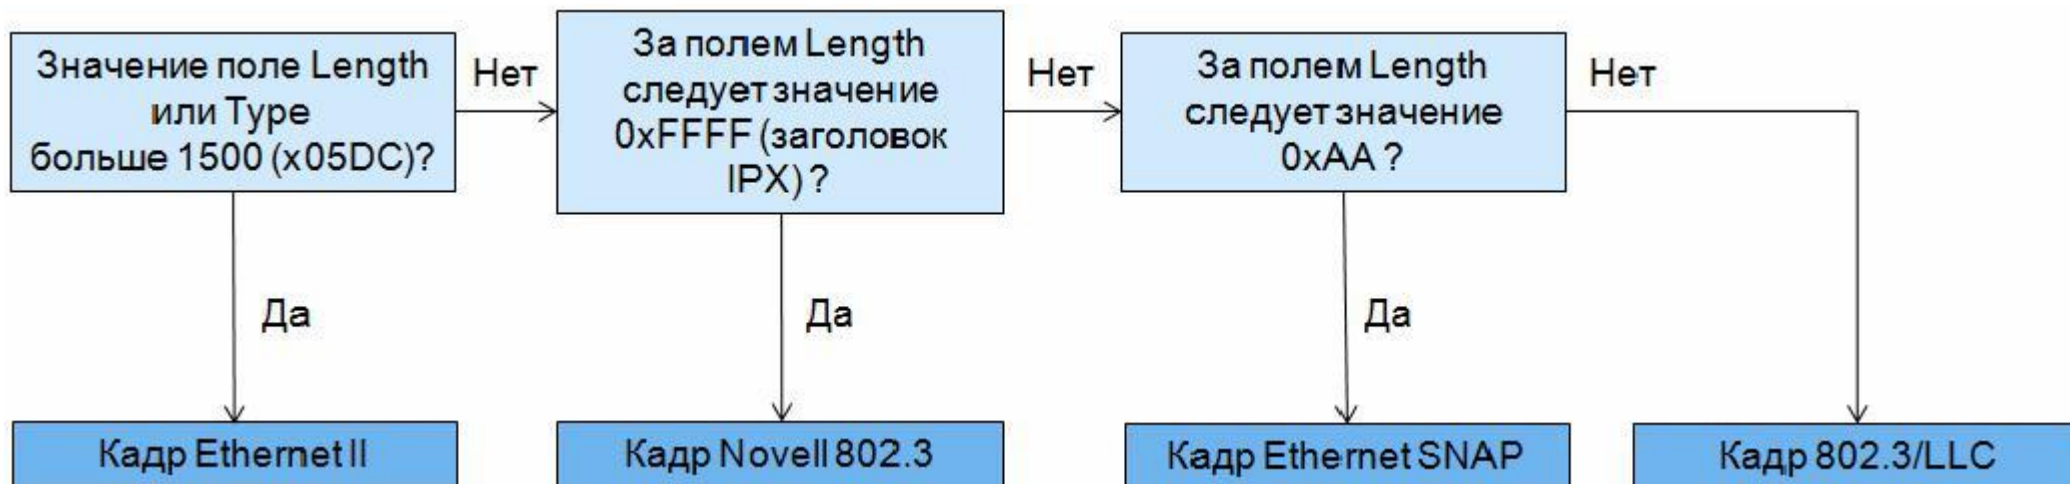 Значение поле Length
или Type
больше 1500 (x05DC)?
Нет
За полем Length
следует значение
0xFFFF (заголовок
IPX) ?
Нет
За полем Length
следует значение
0xAA ?
Нет
Да
Да
Да
Кадр Ethernet II
Кадр Novell 802.3
Кадр Ethernet SNAP
Кадр 802.3/LLC